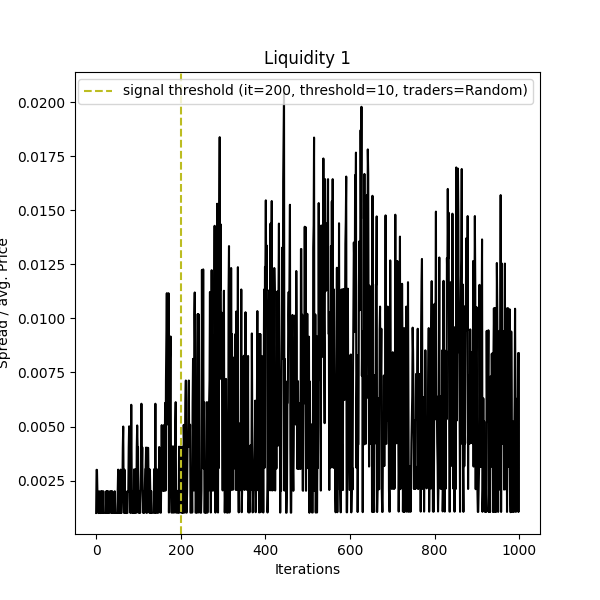 Liquidity 1
signal threshold (it=200, threshold=10, traders=Random)
0.0200
0.0175
0.0150
0.0125
0.0100
0.0075
0.0050
0.0025
Spread / avg. Price
0 200 400 600 800 1000
Iterations